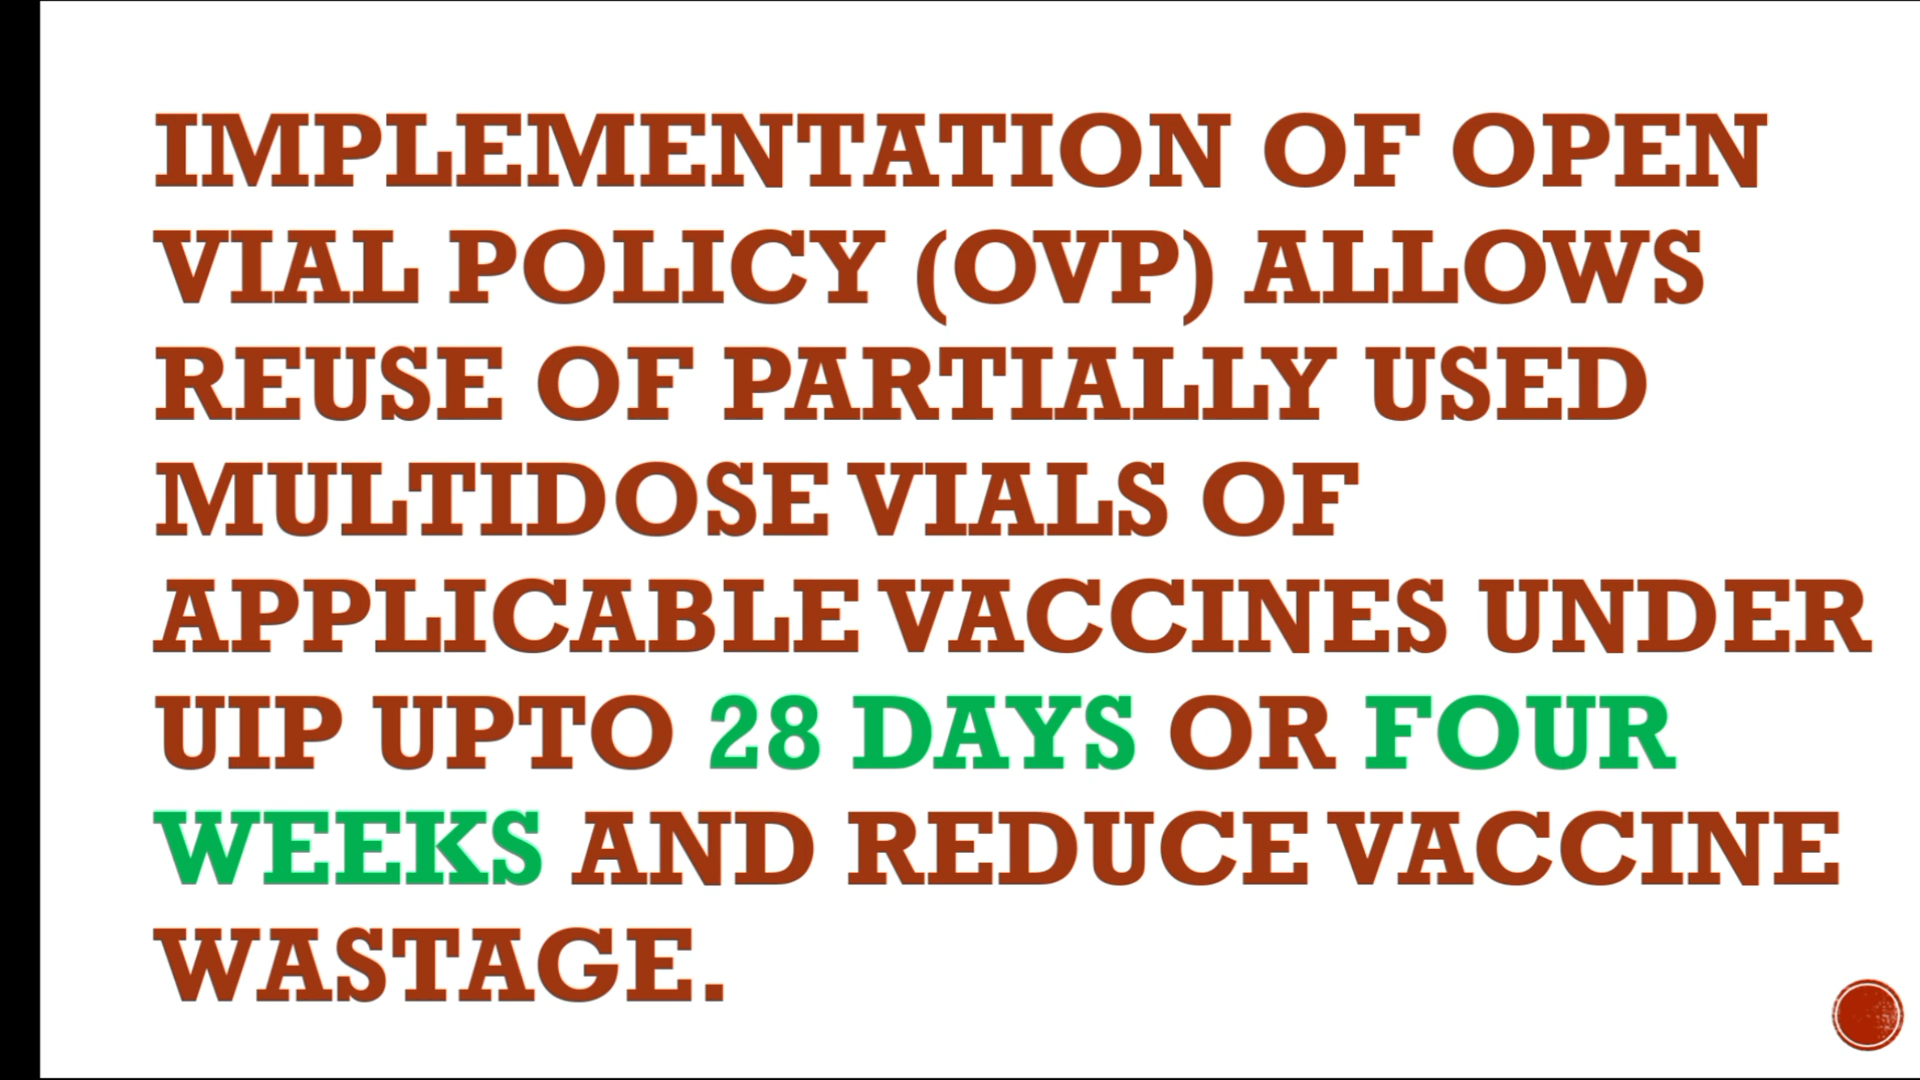 IMPLEMENTATION OF OPEN
VIAL POLICY (OVP) ALLOWS
REUSE OF PARTIALLY USED
MULTIDOSE VIALS OF
APPLICABLE VACCINES UNDER
UIP UPTO 28 DAYS OR FOUR
WEEKS AND REDUCE VACCINE
WASTAGE.